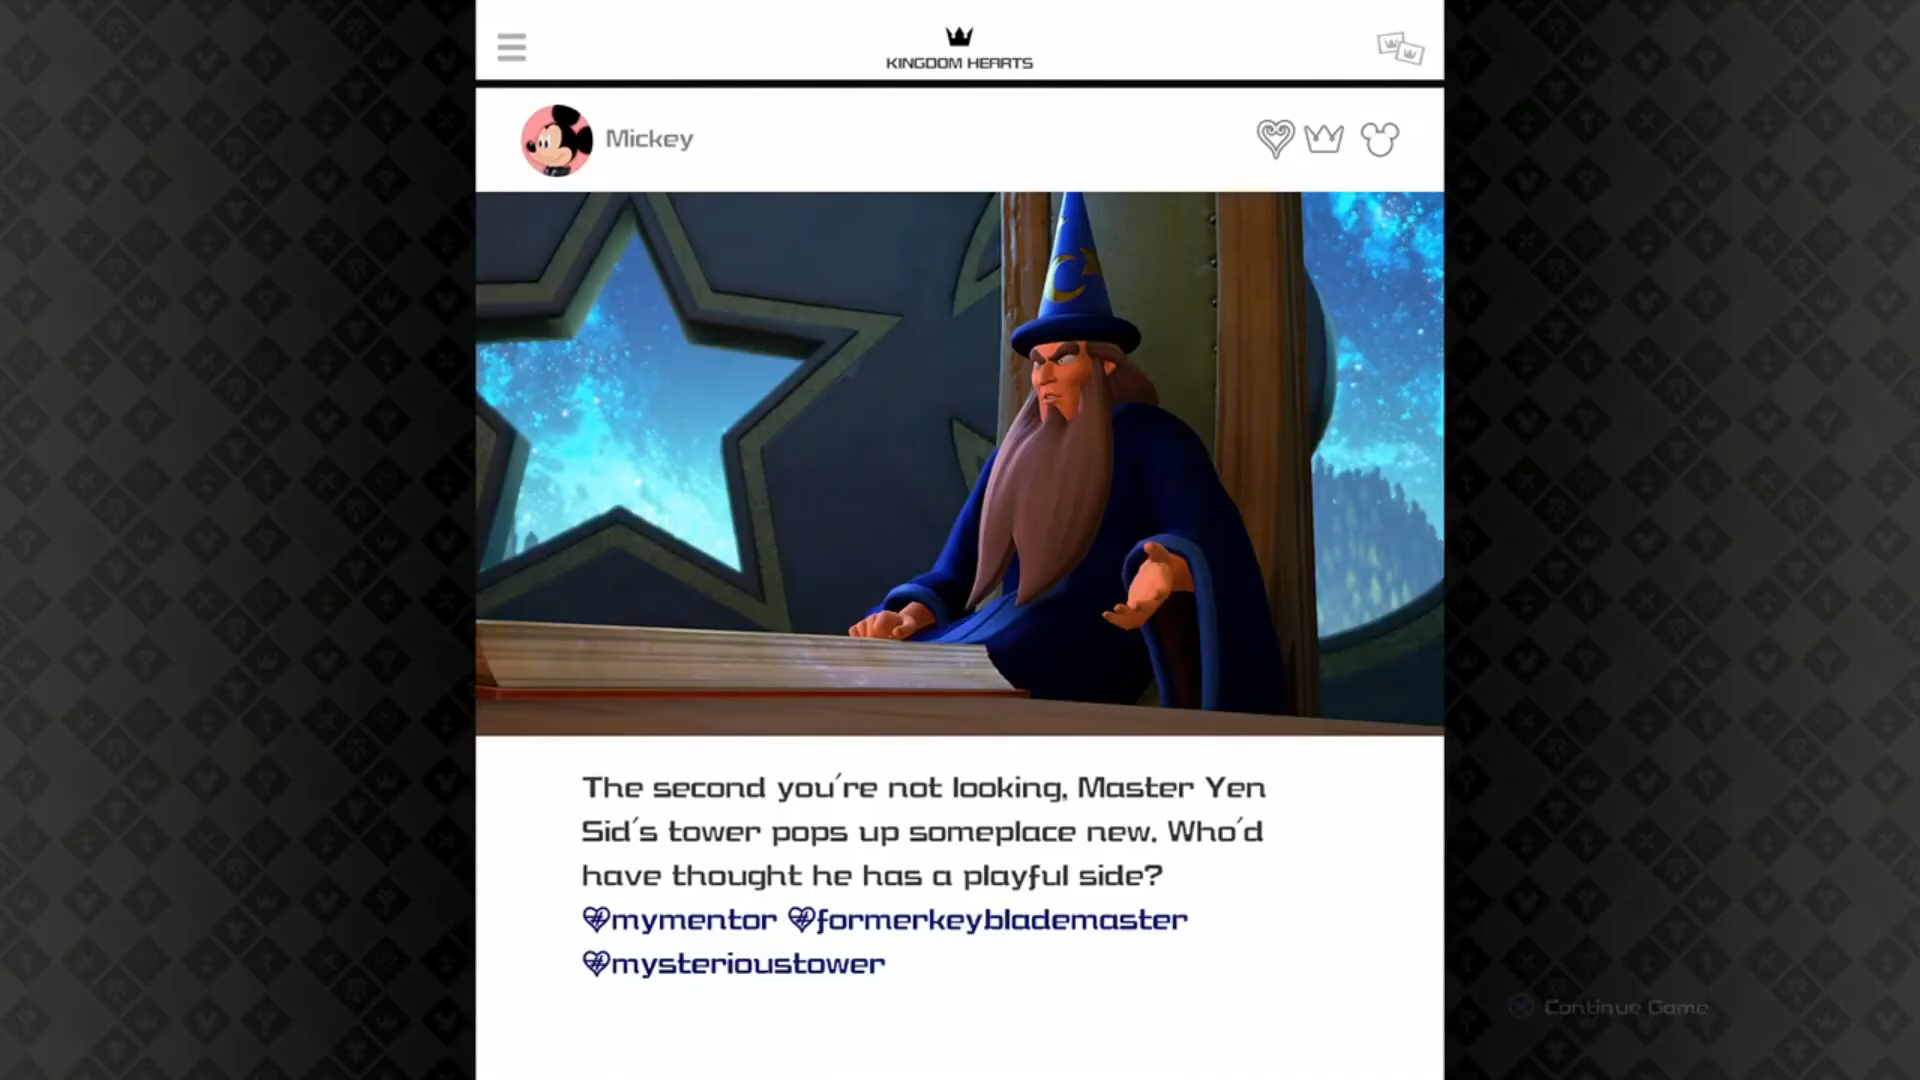 KINGDOM HEARTS
Mickey
The second you're not looking, Master Yen
Sid's tower pops up someplace new. Who'd
have thought he has a playful side?
#mymentor #formerkeyblademaster
#mysterioustower
Continue Game